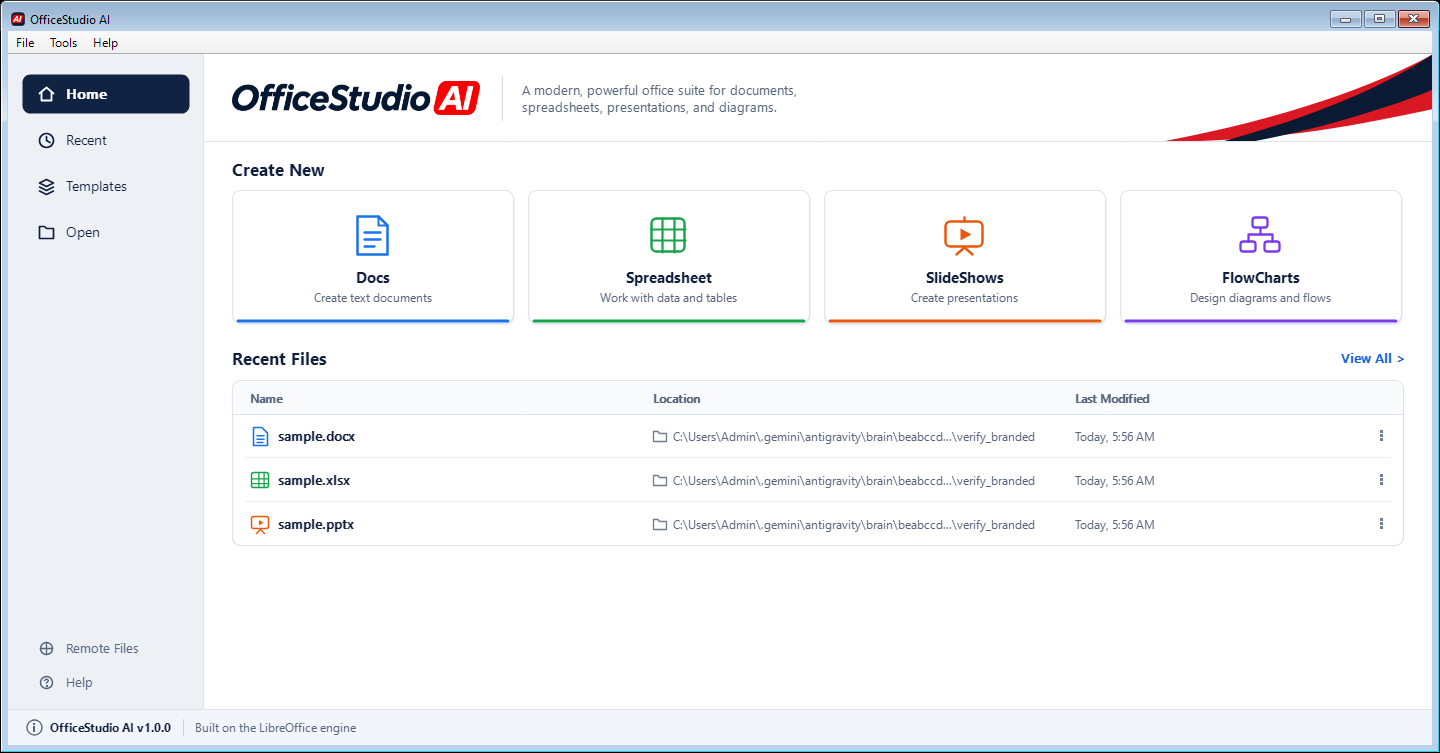 OfficeStudio AI
File Tools Help
Home
Recent
Templates
Open
Remote Files
Help
OfficeStudio AI
A modern, powerful office suite for documents,
spreadsheets, presentations, and diagrams.
Create New
Docs
Create text documents
Spreadsheet
Work with data and tables
SlideShows
Create presentations
FlowCharts
Design diagrams and flows
Recent Files
View All >
Name Location Last Modified
sample.docx C:\Users\Admin\.gemini\antigravity\brain\beabccd...\verify_branded Today, 5:56 AM
sample.xlsx C:\Users\Admin\.gemini\antigravity\brain\beabccd...\verify_branded Today, 5:56 AM
sample.pptx C:\Users\Admin\.gemini\antigravity\brain\beabccd...\verify_branded Today, 5:56 AM
OfficeStudio AI v1.0.0 Built on the LibreOffice engine